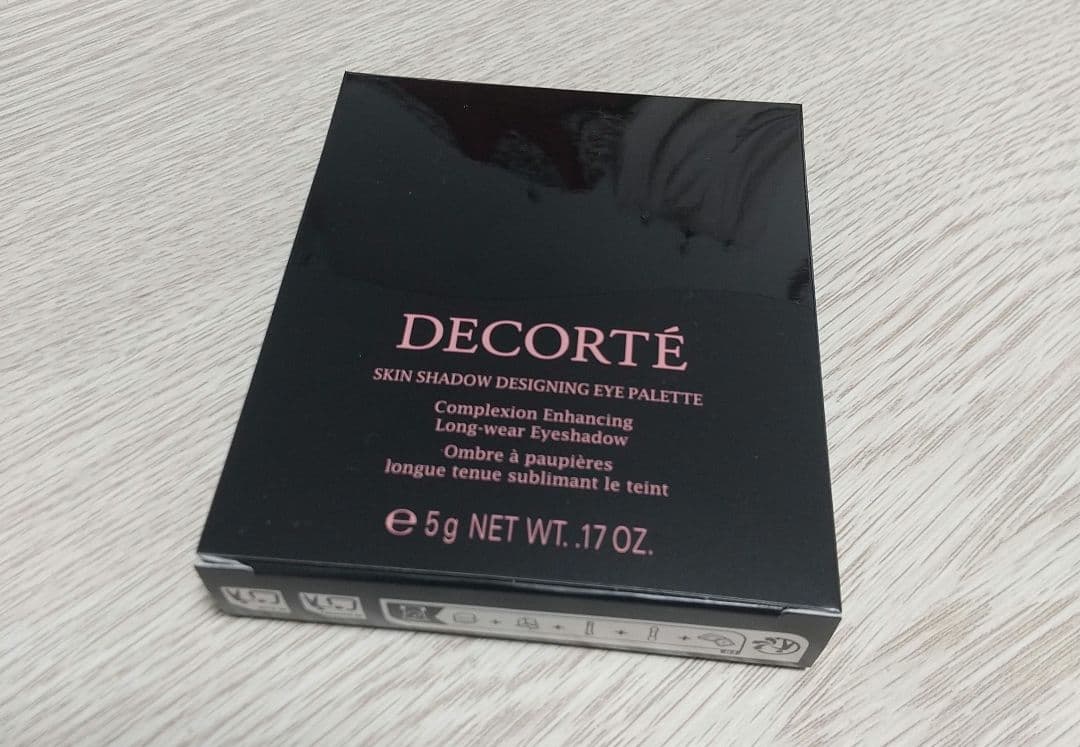 DECORTÉ
SKIN SHADOW DESIGNING EYE PALETTE
Complexion Enhancing
Long-wear Eyeshadow
Ombre à paupières
longue tenue sublimant le teint
e 5g NET WT. .17 OZ.